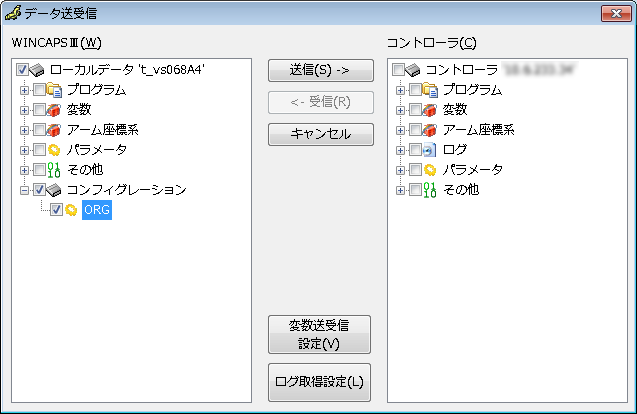 データ送受信
WINCAPSⅢ(W)
ローカルデータ 't_vs068A4'
プログラム
変数
アーム座標系
パラメータ
その他
コンフィグレーション
ORG
送信(S) ->
<- 受信(R)
キャンセル
変数送受信
設定(V)
ログ取得設定(L)
コントローラ(C)
コントローラ
プログラム
変数
アーム座標系
ログ
パラメータ
その他